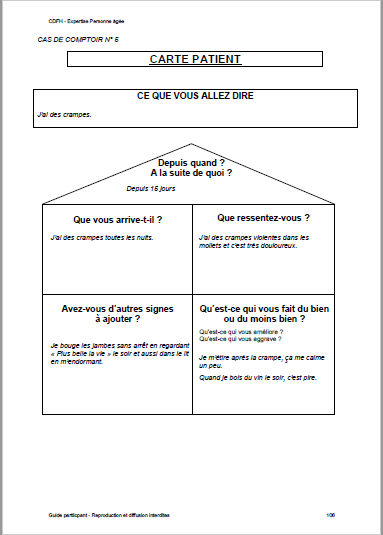 CDFH - Expertise Personne âgée
CAS DE COMPTOIR N° 6
CARTE PATIENT
CE QUE VOUS ALLEZ DIRE
J'ai des crampes.
Depuis quand ?
A la suite de quoi ?
Depuis 15 jours
Que vous arrive-t-il ?
J'ai des crampes toutes les nuits.
Que ressentez-vous ?
J'ai des crampes violentes dans les
mollets et c'est très douloureux.
Avez-vous d'autres signes
à ajouter ?
Je bouge les jambes sans arrêt en regardant
« Plus belle la vie » le soir et aussi dans le lit
en m'endormant.
Qu'est-ce qui vous fait du bien
ou du moins bien ?
Qu'est-ce qui vous améliore ?
Qu'est-ce qui vous aggrave ?
Je m'étire après la crampe, ça me calme
un peu.
Quand je bois du vin le soir, c'est pire.
Guide participant - Reproduction et diffusion interdites
106